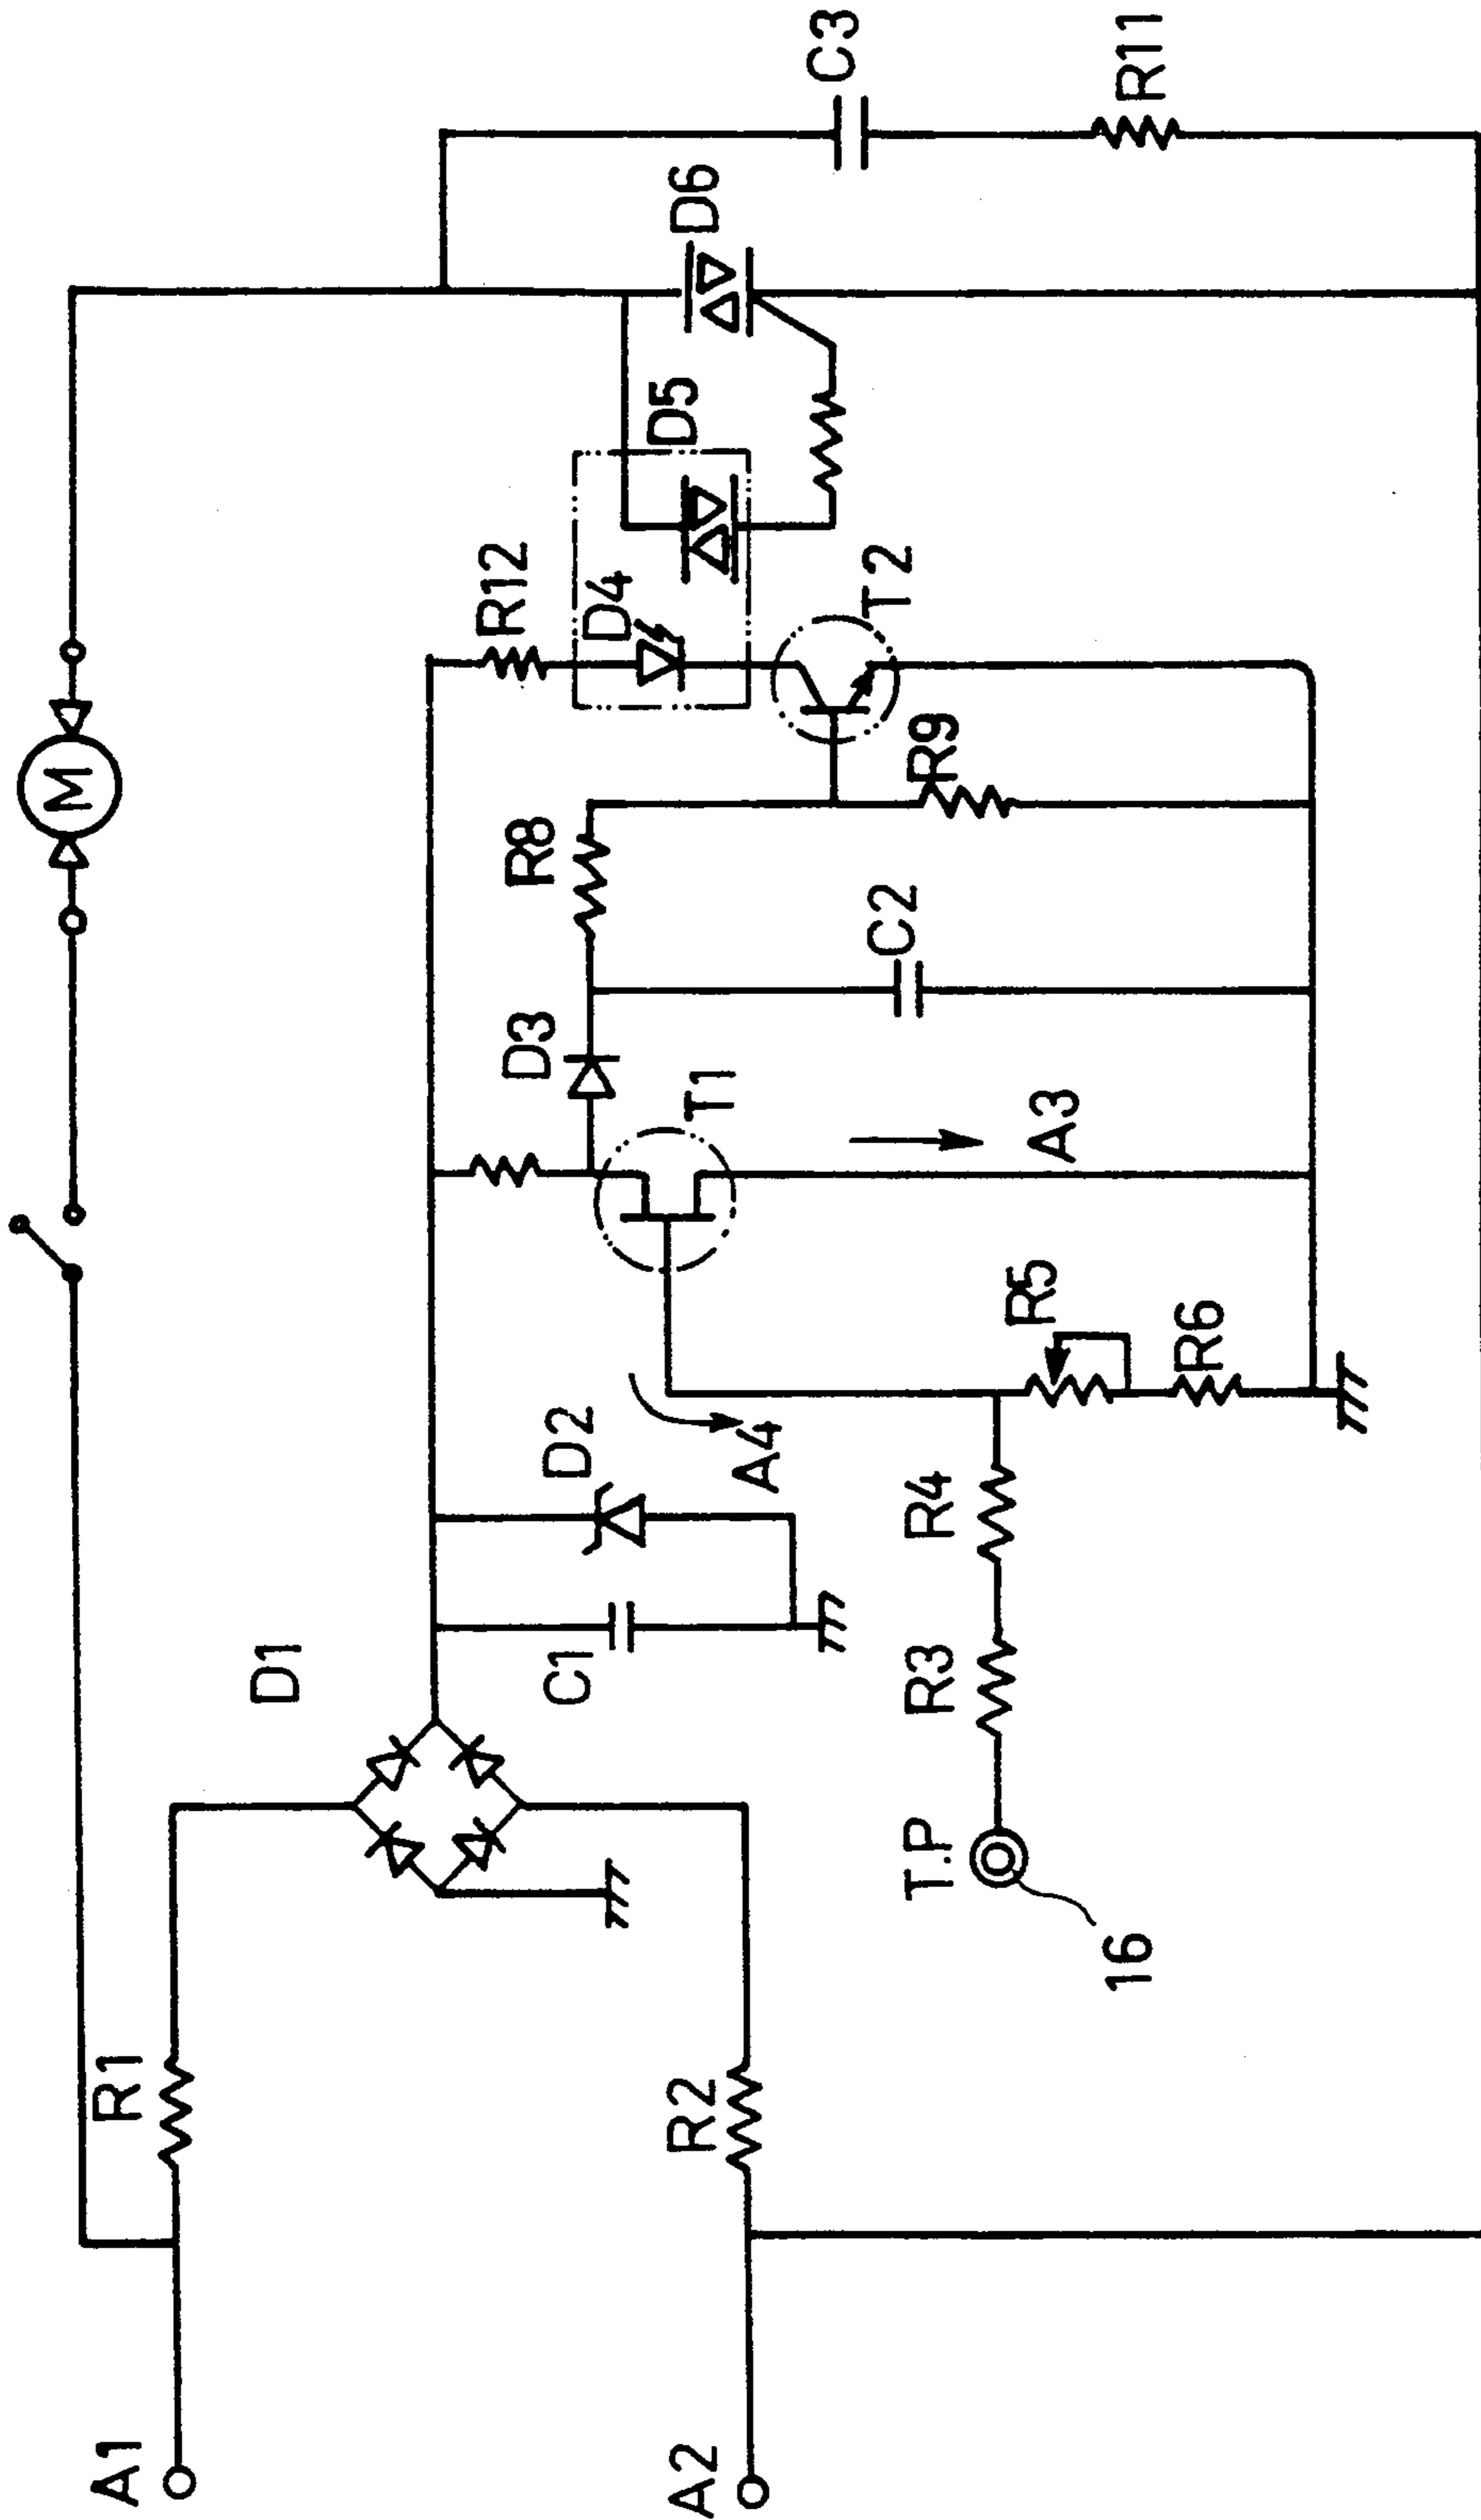 A1
A2
R1
R2
D1
C1
D2
T.P.
16
R3
R4
A4
R5
R6
T1
A3
D3
C2
R8
R9
M
R12
D4
T2
D5
D6
C3
R11